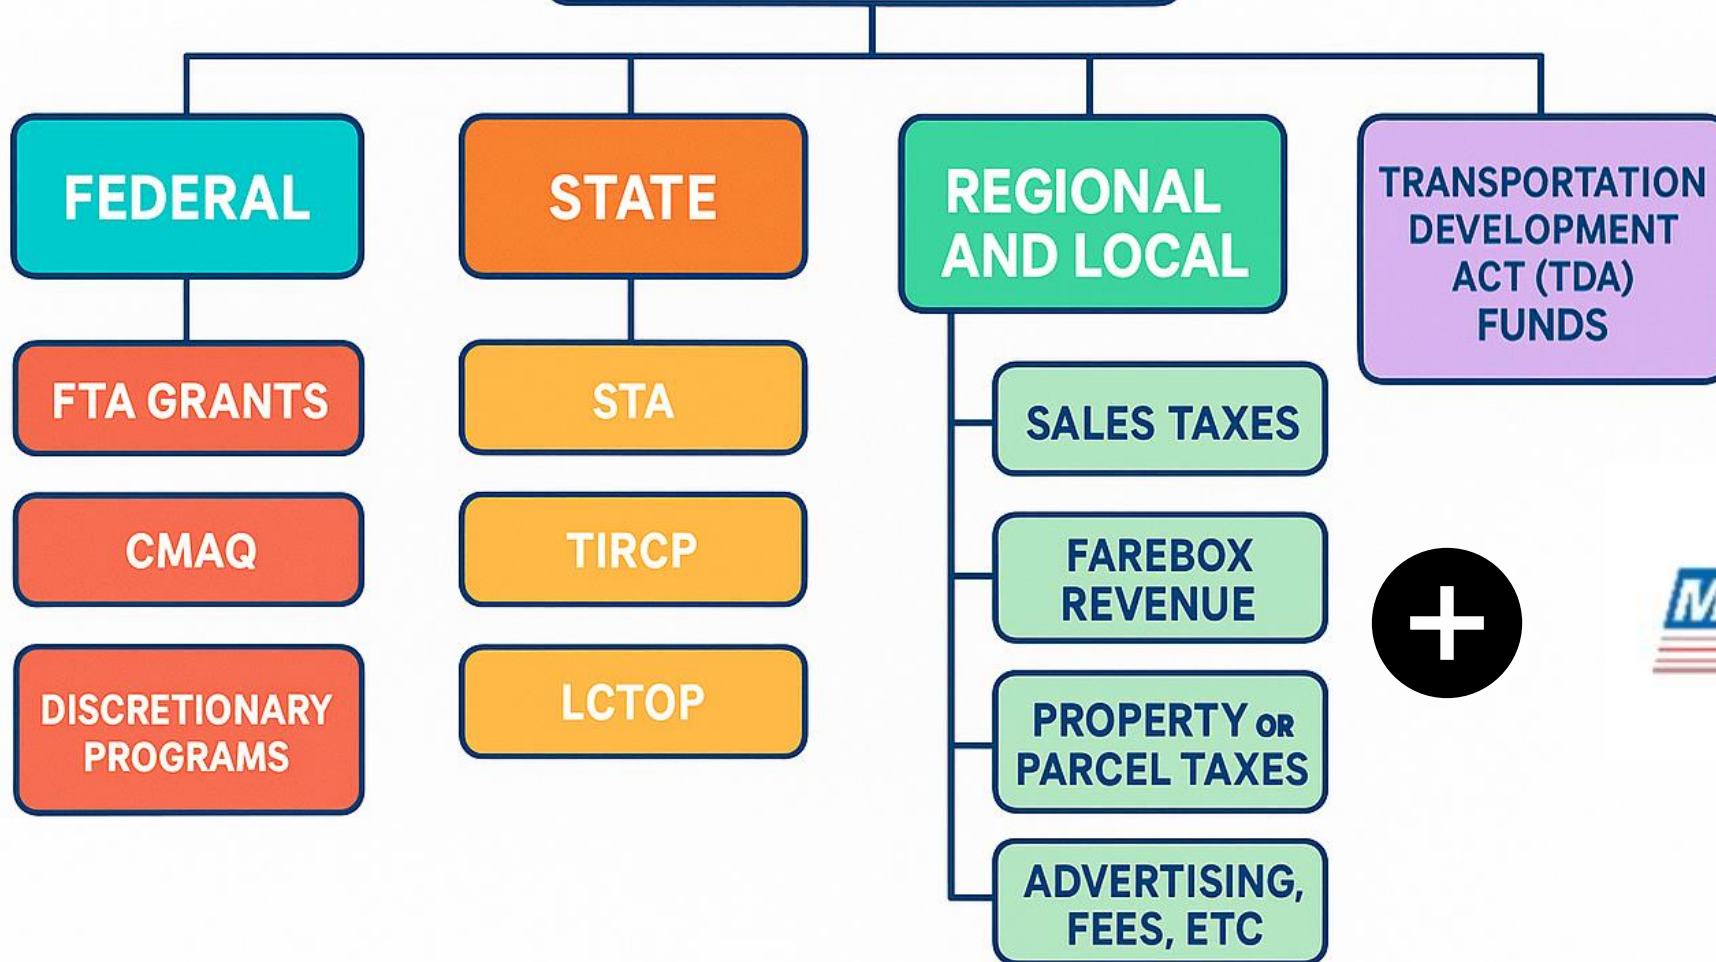 FEDERAL
FTA GRANTS
CMAQ
DISCRETIONARY
PROGRAMS
STATE
STA
TIRCP
LCTOP
REGIONAL
AND LOCAL
SALES TAXES
FAREBOX
REVENUE
PROPERTY OR
PARCEL TAXES
ADVERTISING,
FEES, ETC
TRANSPORTATION
DEVELOPMENT
ACT (TDA)
FUNDS